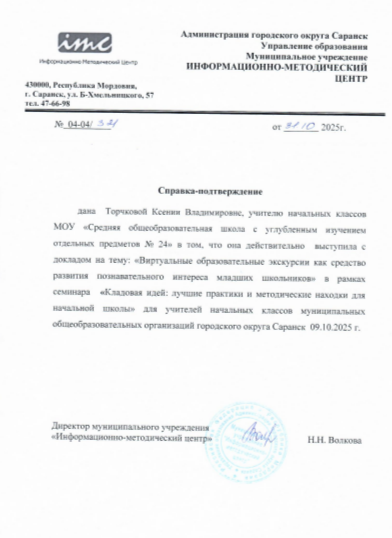 Администрация городского округа Саранск
Управление образования
Муниципальное учреждение
ИНФОРМАЦИОННО-МЕТОДИЧЕСКИЙ
ЦЕНТР
imc
Информационно Методический Центр
430000, Республика Мордовия,
г. Саранск, ул. Б-Хмельницкого, 57
тел. 47-66-98
№ 04-04/
от 2025г.
Справка-подтверждение
дана Торчковой Ксении Владимировне, учителю начальных классов
МОУ «Средняя общеобразовательная школа с углубленным изучением
отдельных предметов № 24» в том, что она действительно выступила с
докладом на тему: «Виртуальные образовательные экскурсии как средство
развития познавательного интереса младших школьников» в рамках
семинара «Кладовая идей: лучшие практики и методические находки для
начальной школы» для учителей начальных классов муниципальных
общеобразовательных организаций городского округа Саранск 09.10.2025 г.
Директор муниципального учреждения
«Информационно-методический центр» Н.Н. Волкова